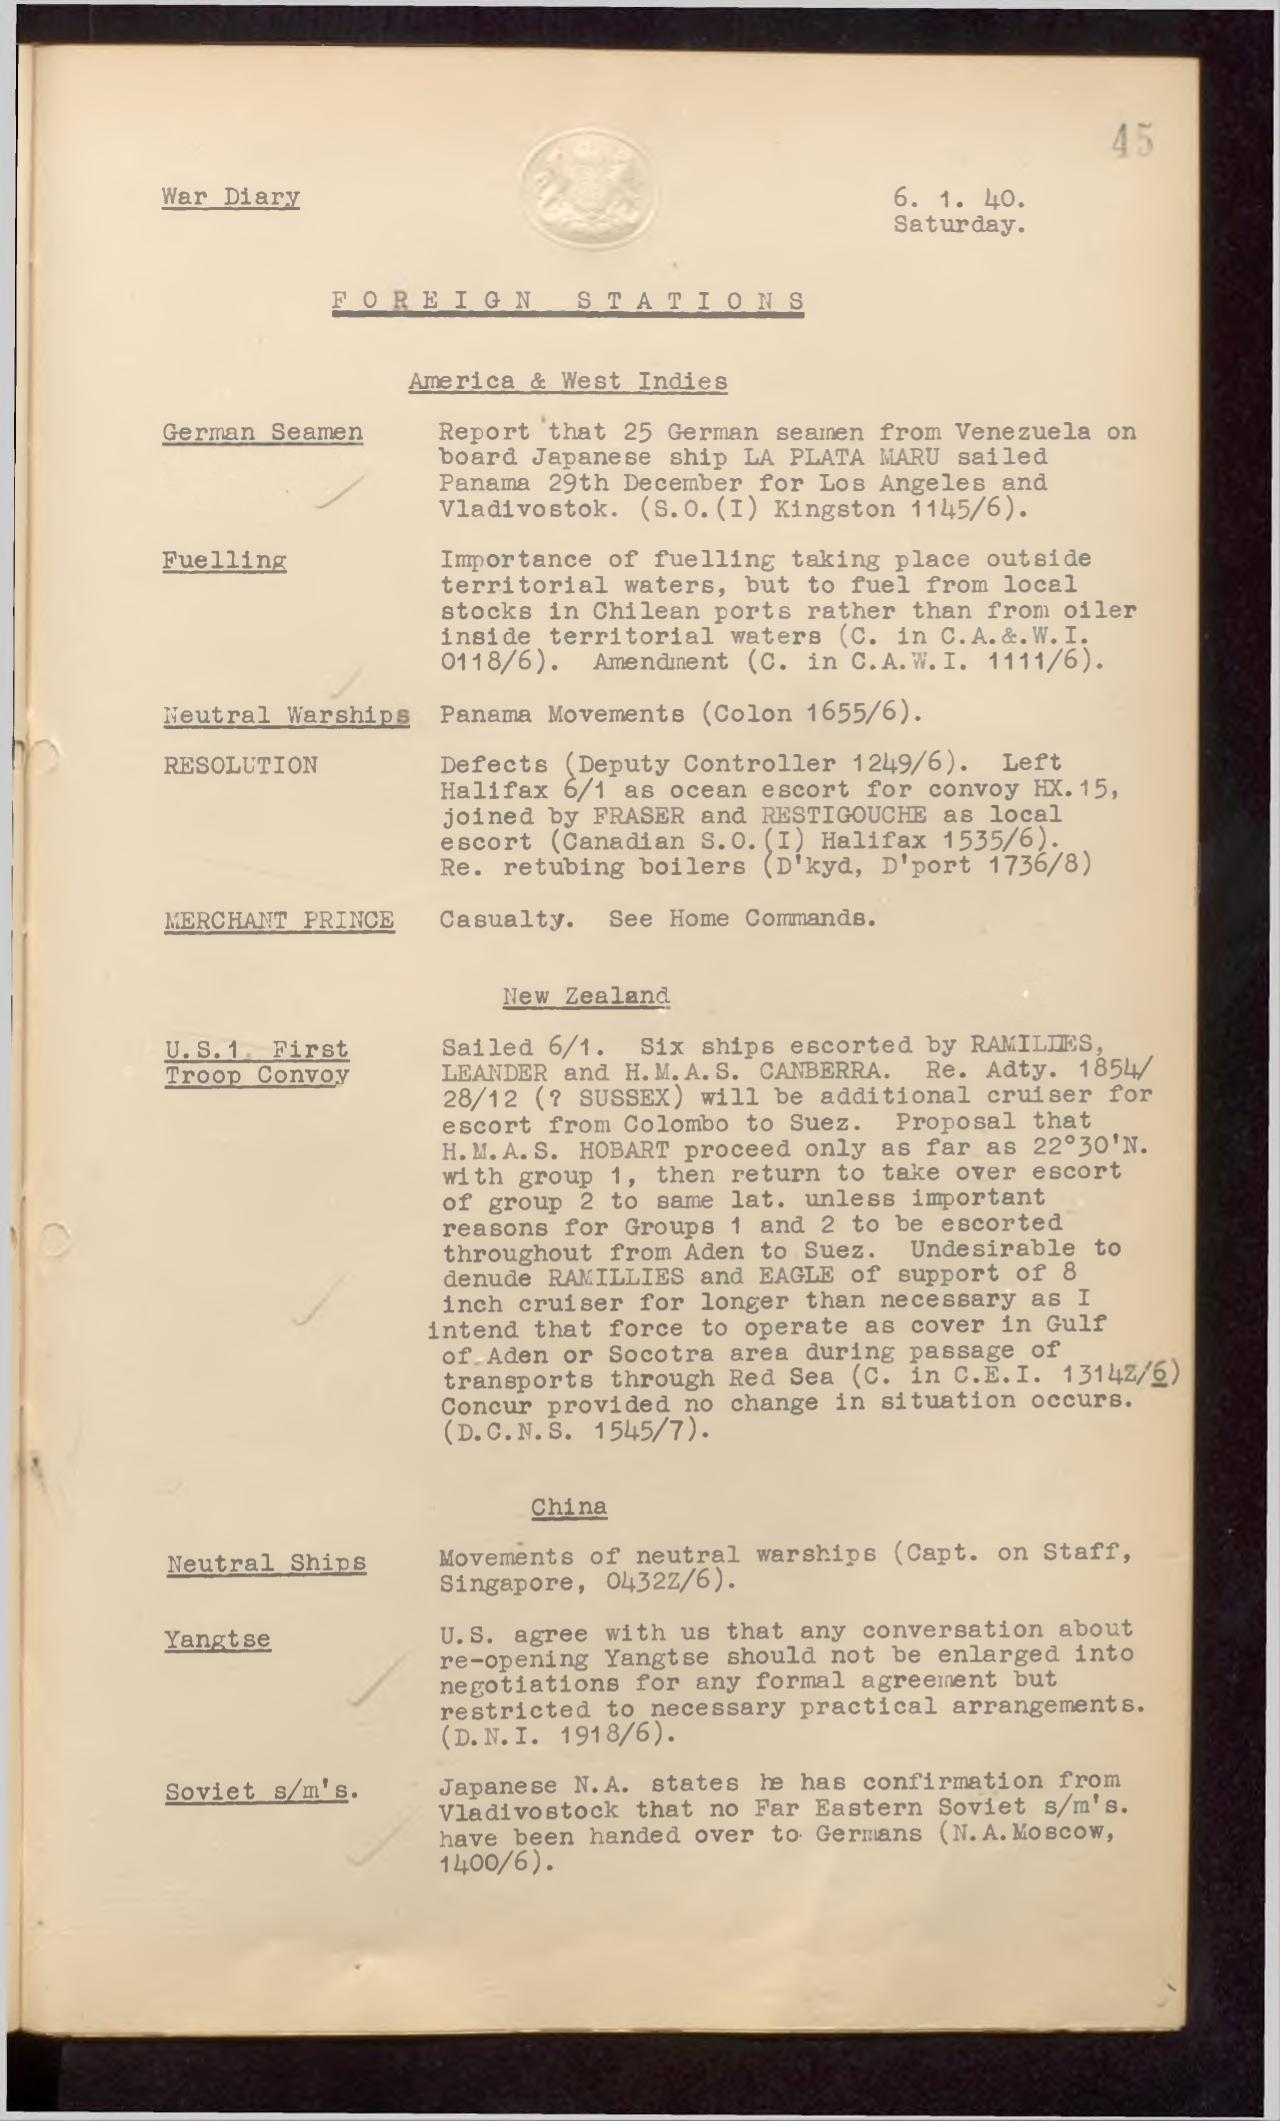 45
War Diary
6. 1. 40.
Saturday.
FOREIGN STATIONS
America & West Indies
German Seamen
Report that 25 German seamen from Venezuela on
board Japanese ship LA PLATA MARU sailed
Panama 29th December for Los Angeles and
Vladivostok. (S.O.(I) Kingston 1145/6).
Fuelling
Importance of fuelling taking place outside
territorial waters, but to fuel from local
stocks in Chilean ports rather than from oiler
inside territorial waters (C. in C.A.&.W.I.
0118/6). Amendment (C. in C.A.W.I. 1111/6).
Neutral Warships
Panama Movements (Colon 1655/6).
RESOLUTION
Defects (Deputy Controller 1249/6). Left
Halifax 6/1 as ocean escort for convoy HX.15,
joined by FRASER and RESTIGOUCHE as local
escort (Canadian S.O.(I) Halifax 1535/6).
Re. retubing boilers (D'kyd, D'port 1736/8)
MERCHANT PRINCE
Casualty. See Home Commands.
New Zealand
U.S.1. First
Troop Convoy
Sailed 6/1. Six ships escorted by RAMILLIES,
LEANDER and H.M.A.S. CANBERRA. Re. Adty. 1854/
28/12 (? SUSSEX) will be additional cruiser for
escort from Colombo to Suez. Proposal that
H.M.A.S. HOBART proceed only as far as 22°30'N.
with group 1, then return to take over escort
of group 2 to same lat. unless important
reasons for Groups 1 and 2 to be escorted
throughout from Aden to Suez. Undesirable to
denude RAMILLIES and EAGLE of support of 8
inch cruiser for longer than necessary as I
intend that force to operate as cover in Gulf
of Aden or Socotra area during passage of
transports through Red Sea (C. in C.E.I. 1314Z/6)
Concur provided no change in situation occurs.
(D.C.N.S. 1545/7).
China
Neutral Ships
Movements of neutral warships (Capt. on Staff,
Singapore, 0432Z/6).
Yangtse
U.S. agree with us that any conversation about
re-opening Yangtse should not be enlarged into
negotiations for any formal agreement but
restricted to necessary practical arrangements.
(D.N.I. 1918/6).
Soviet s/m's.
Japanese N.A. states he has confirmation from
Vladivostock that no Far Eastern Soviet s/m's.
have been handed over to Germans (N.A.Moscow,
1400/6).